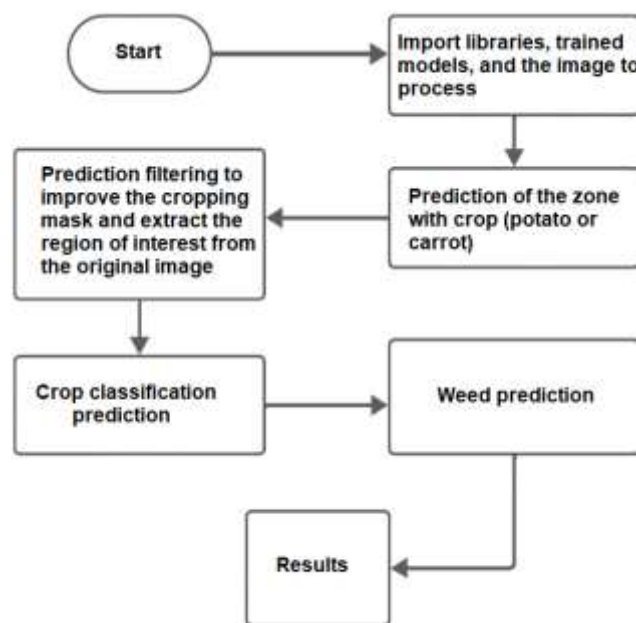 Start
Import libraries, trained
models, and the image to
process
Prediction filtering to
improve the cropping
mask and extract the
region of interest from
the original image
Prediction of the zone
with crop (potato or
carrot)
Crop classification
prediction
Weed prediction
Results